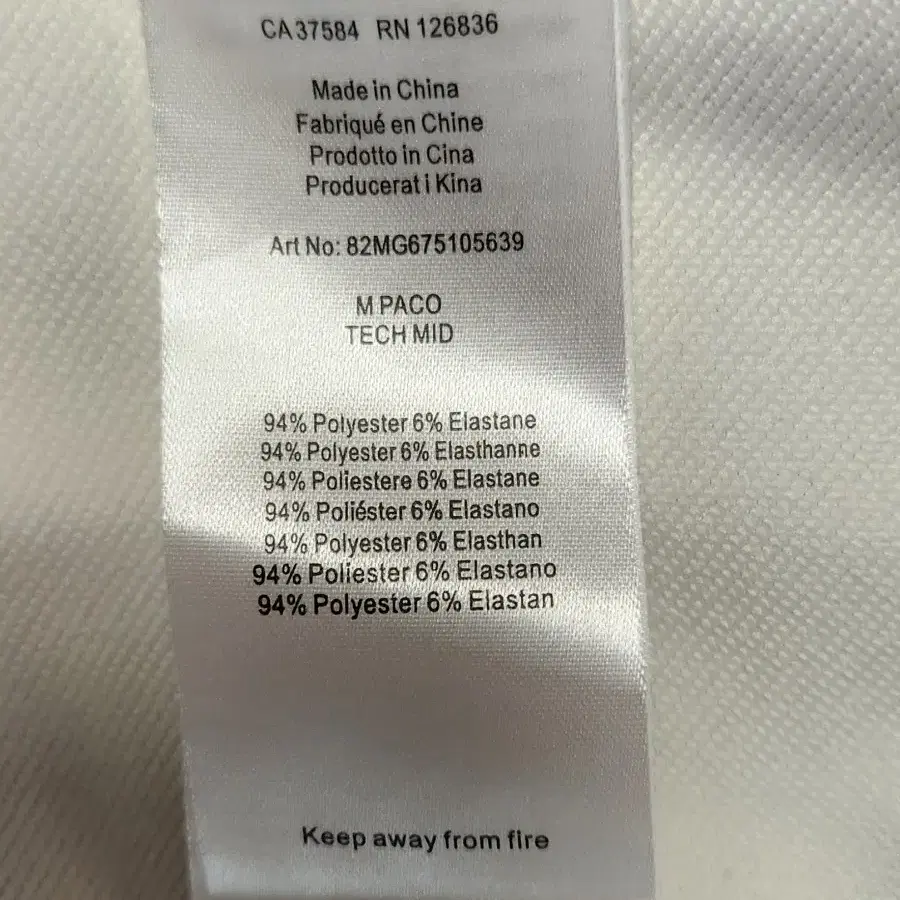 CA 37584 RN 126836
Made in China
Fabriqué en Chine
Prodotto in Cina
Producerat i Kina
Art No: 82MG675105639
M PACO
TECH MID
94% Polyester 6% Elastane
94% Polyester 6% Elasthanne
94% Poliestere 6% Elastane
94% Poliéster 6% Elastano
94% Polyester 6% Elasthan
94% Poliester 6% Elastano
94% Polyester 6% Elastan
Keep away from fire